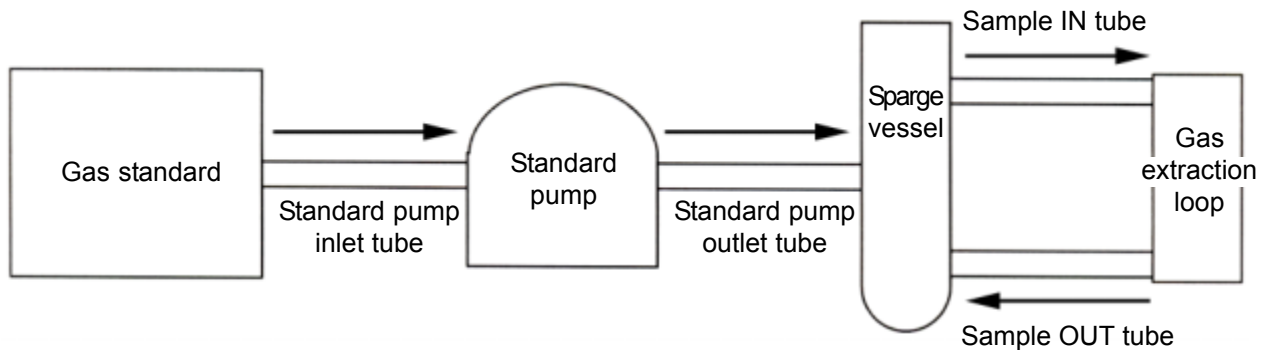 Sample IN tube
Sparge
vessel
Gas standard
Standard
pump
Gas
extraction
loop
Standard pump
inlet tube
Standard pump
outlet tube
Sample OUT tube